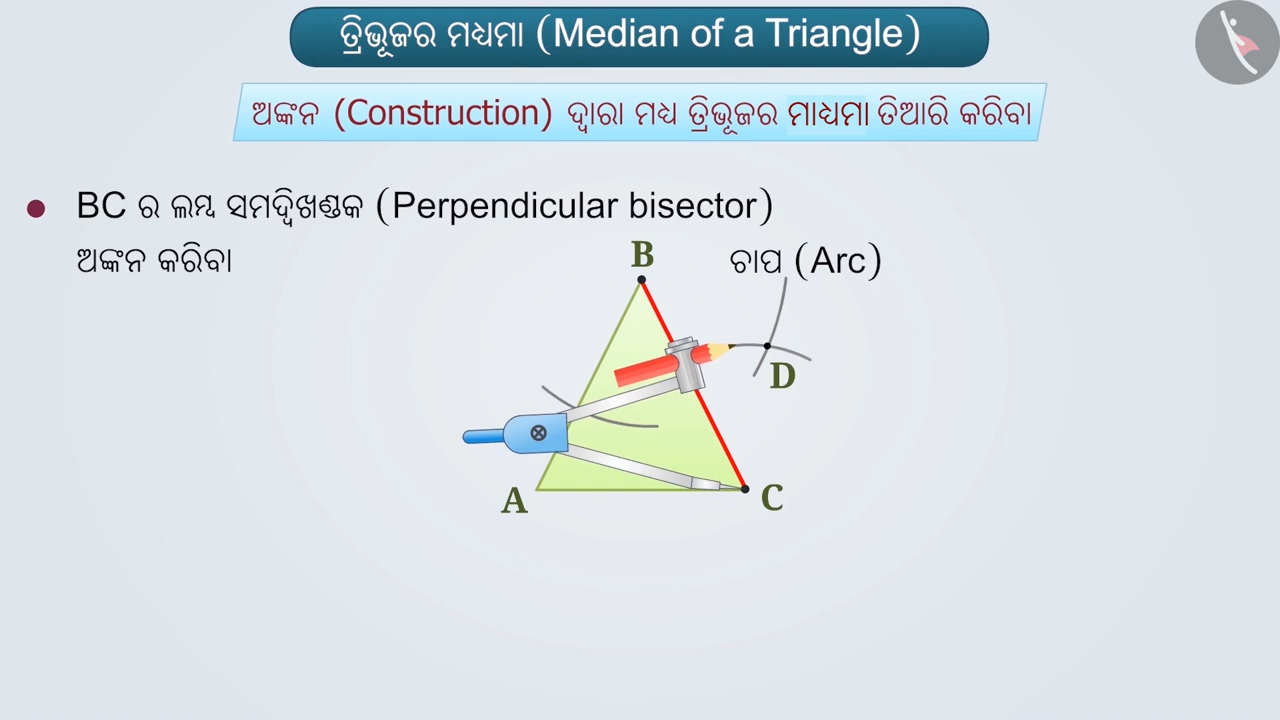 ତ୍ରିଭୂଜର ମଧ୍ୟମା (Median of a Triangle)
ଅଙ୍କନ (Construction) ଦ୍ୱାରା ମଧ୍ୟ ତ୍ରିଭୂଜର ମାଧ୍ୟମା ତିଆରି କରିବା
BC ର ଲମ୍ବ ସମଦ୍ୱିଖଣ୍ଡକ (Perpendicular bisector)
ଅଙ୍କନ କରିବା
B
ଚାପ (Arc)
D
A
C